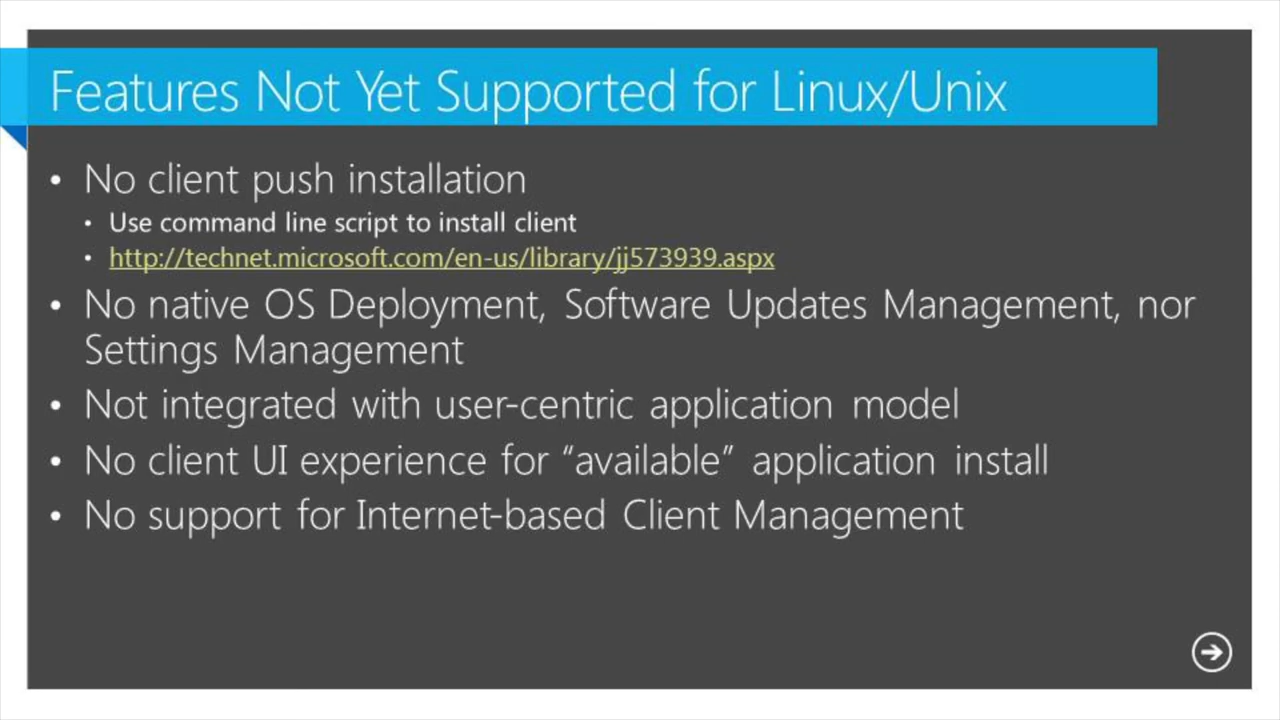 Features Not Yet Supported for Linux/Unix
• No client push installation
• Use command line script to install client
• http://technet.microsoft.com/en-us/library/jj573939.aspx
• No native OS Deployment, Software Updates Management, nor
Settings Management
• Not integrated with user-centric application model
• No client UI experience for “available” application install
• No support for Internet-based Client Management